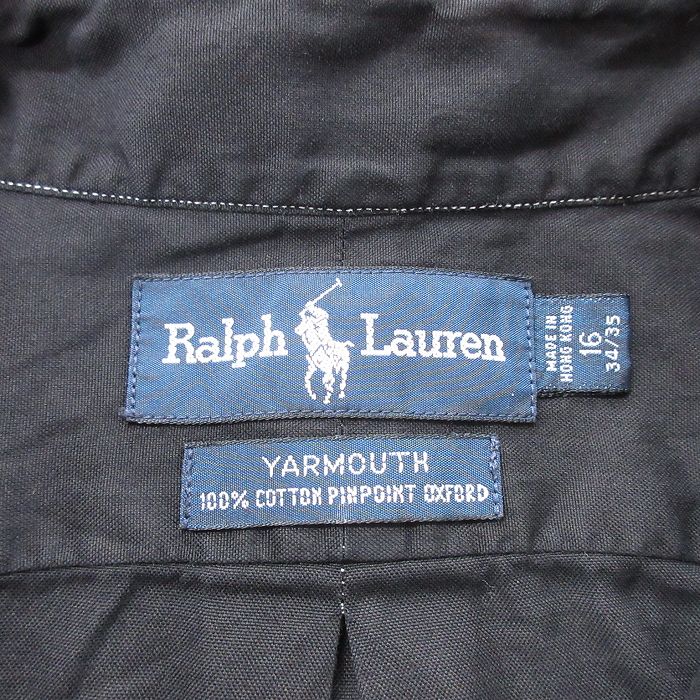 Ralph Lauren
MADE IN
HONG KONG
16
34/35
YARMOUTH
100% COTTON PINPOINT OXFORD